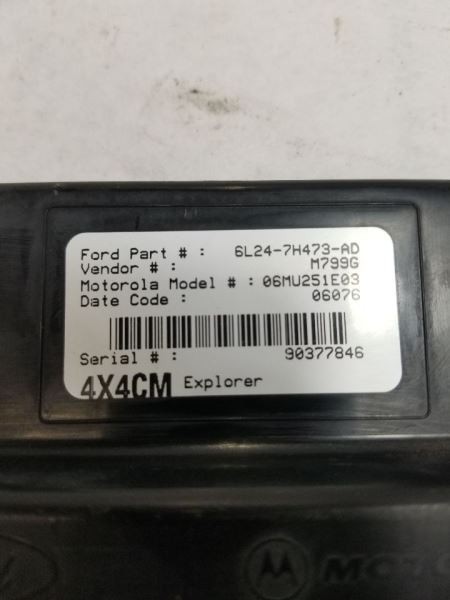 Ford Part # : 6L24-7H473-AD
Vendor # : M799G
Motorola Model # : 06MU251E03
Date Code : 06076
Serial # : 90377846
4X4CM Explorer